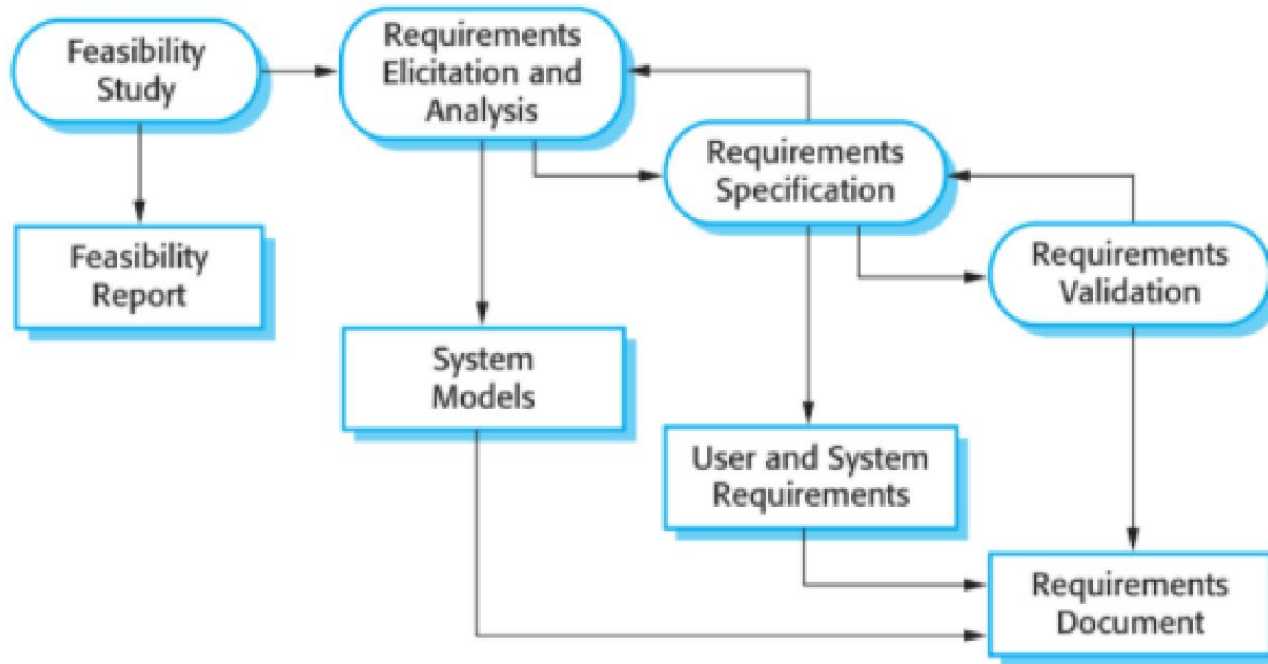 Feasibility
Study
Requirements
Elicitation and
Analysis
Requirements
Specification
Requirements
Validation
Feasibility
Report
System
Models
User and System
Requirements
Requirements
Document